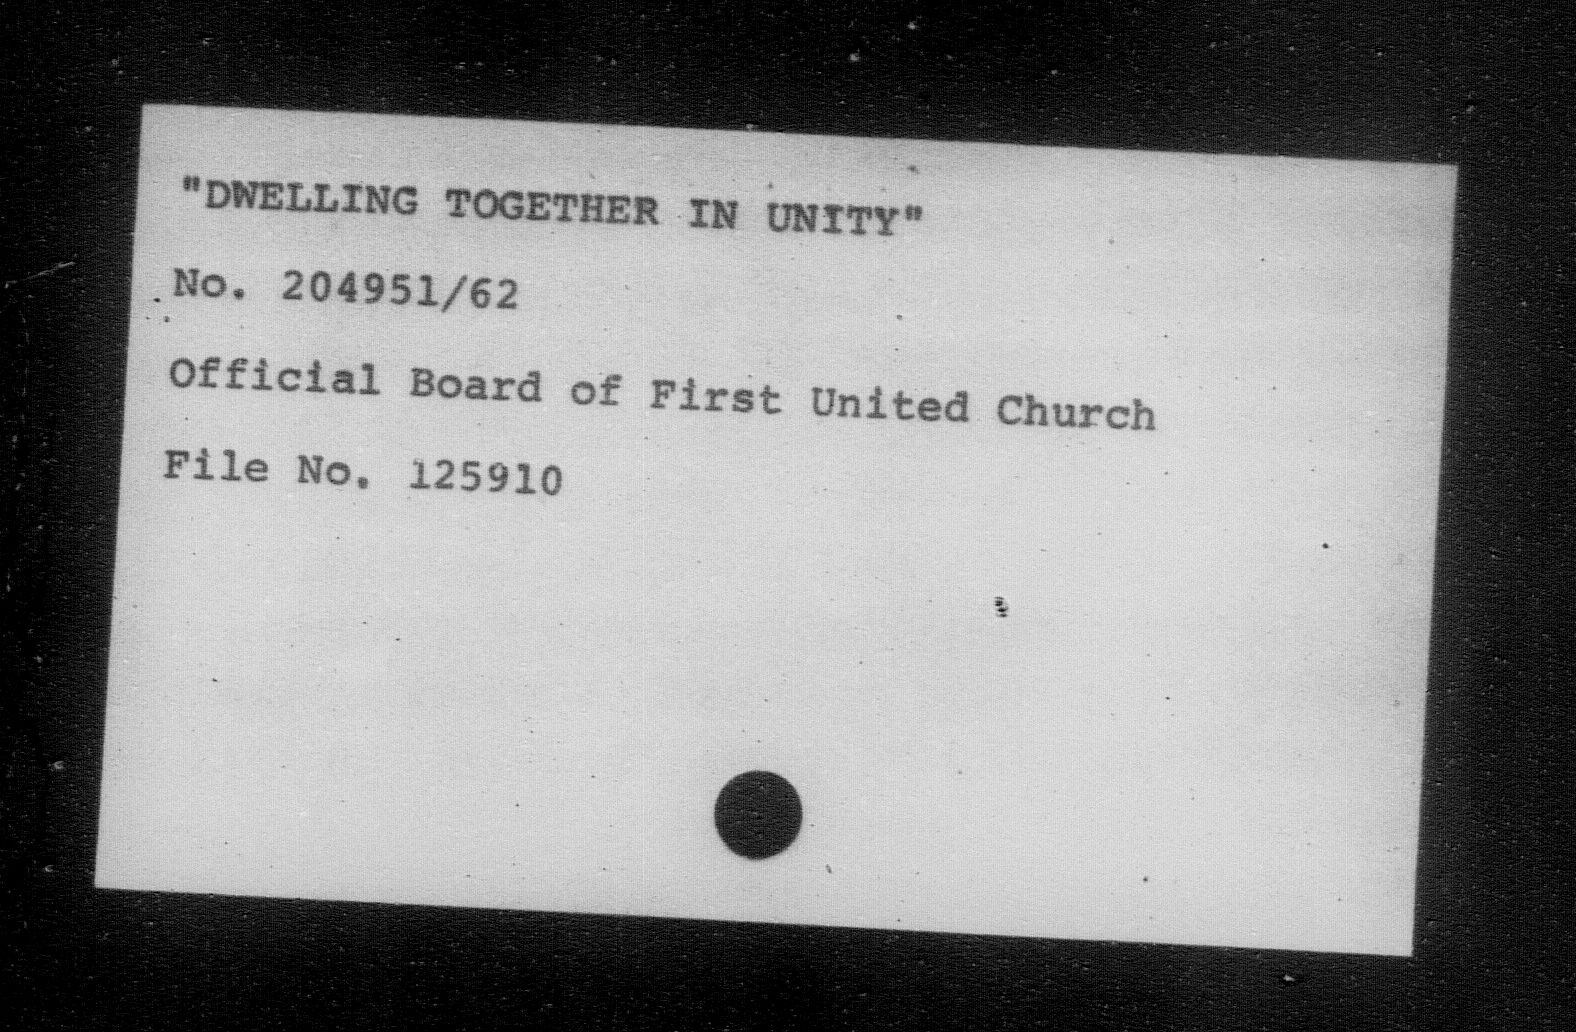 "DWELLING TOGETHER IN UNITY"
No. 204951/62
Official Board of First United Church
File No. 125910